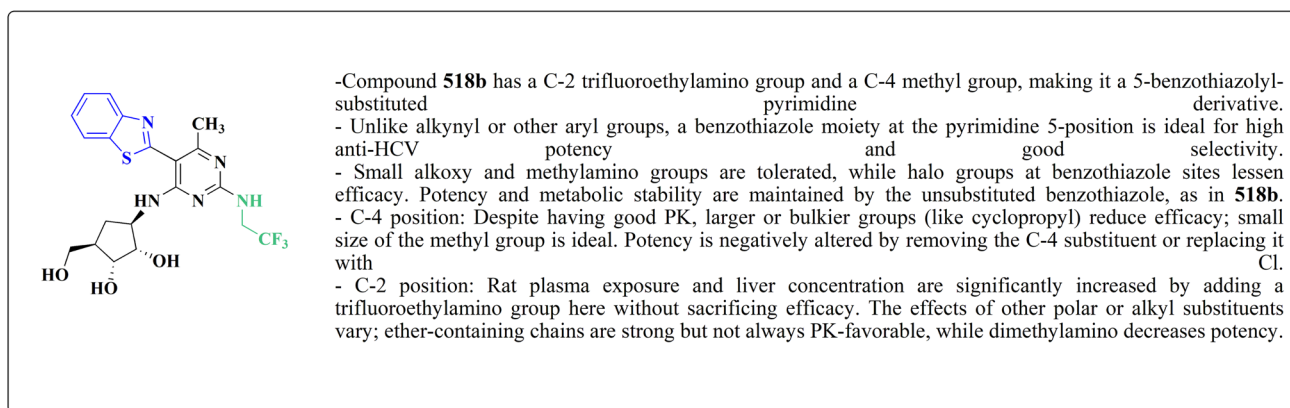 N
S
CH3
N
HN
N
NH
CF3
HO
HO
OH
-Compound 518b has a C-2 trifluoroethylamino group and a C-4 methyl group, making it a 5-benzothiazolyl-
substituted pyrimidine derivative.
- Unlike alkynyl or other aryl groups, a benzothiazole moiety at the pyrimidine 5-position is ideal for high
anti-HCV potency and good selectivity.
- Small alkoxy and methylamino groups are tolerated, while halo groups at benzothiazole sites lessen
efficacy. Potency and metabolic stability are maintained by the unsubstituted benzothiazole, as in 518b.
- C-4 position: Despite having good PK, larger or bulkier groups (like cyclopropyl) reduce efficacy; small
size of the methyl group is ideal. Potency is negatively altered by removing the C-4 substituent or replacing it
with Cl.
- C-2 position: Rat plasma exposure and liver concentration are significantly increased by adding a
trifluoroethylamino group here without sacrificing efficacy. The effects of other polar or alkyl substituents
vary; ether-containing chains are strong but not always PK-favorable, while dimethylamino decreases potency.